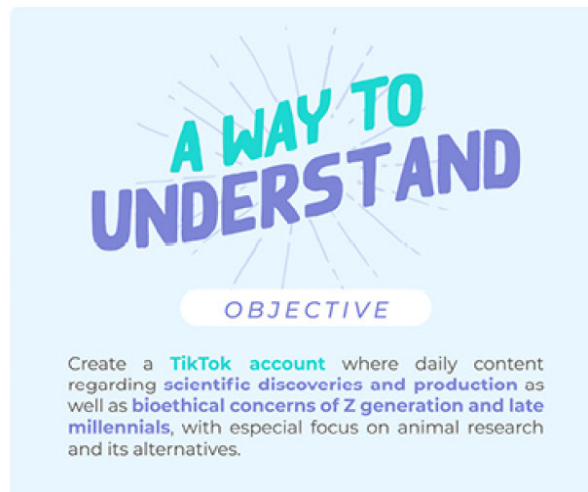 A WAY TO
UNDERSTAND
OBJECTIVE
Create a TikTok account where daily content
regarding scientific discoveries and production as
well as bioethical concerns of Z generation and late
millennials, with especial focus on animal research
and its alternatives.